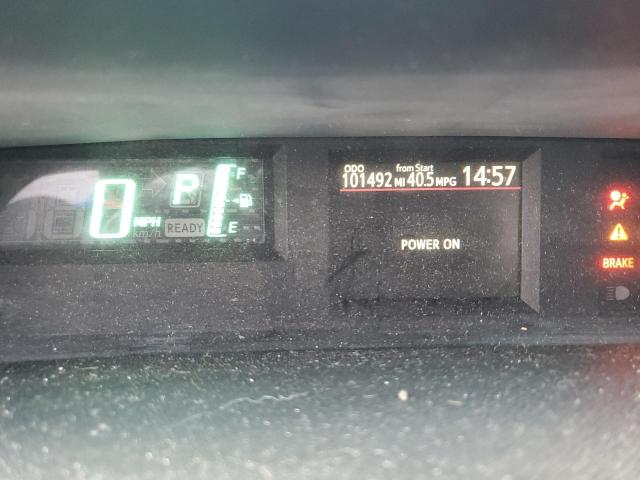 0
MPH
km/h
P
READY
F
E
ODO
from Start
101492 MI 40.5 MPG 14:57
POWER ON
BRAKE